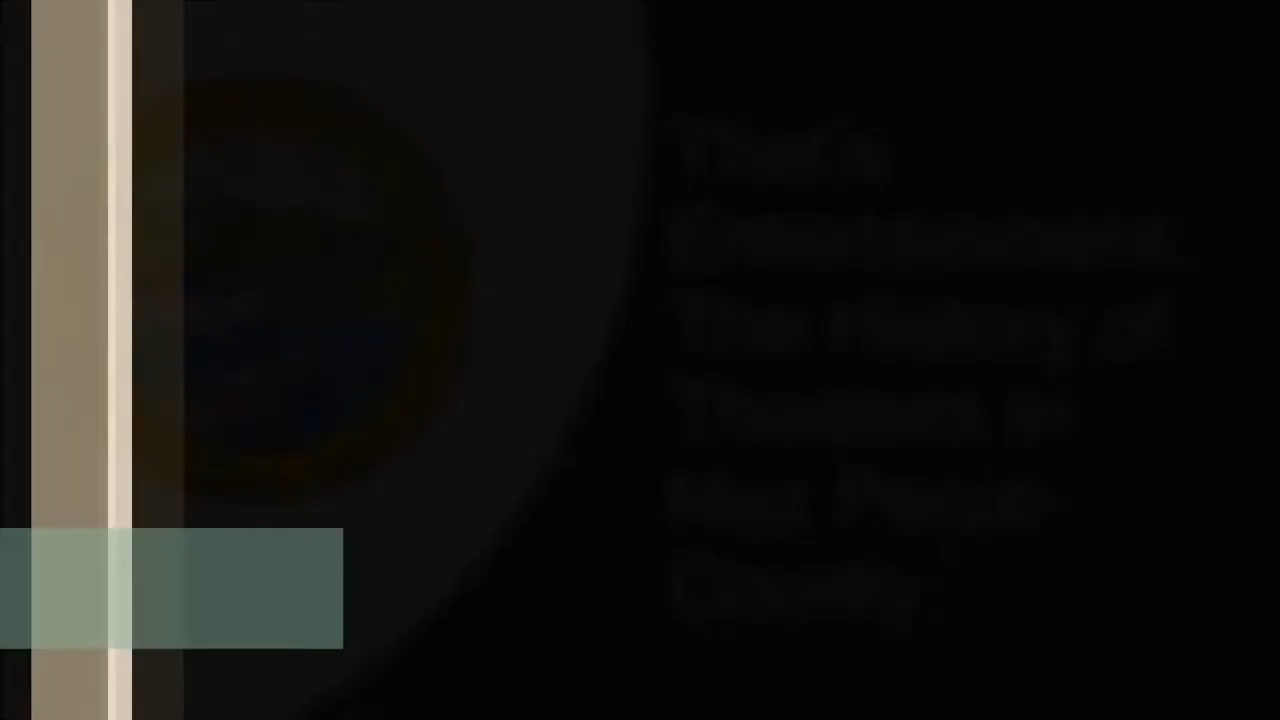 That's
Entertainment:
The History of
Theaters in
Nez Perce
County